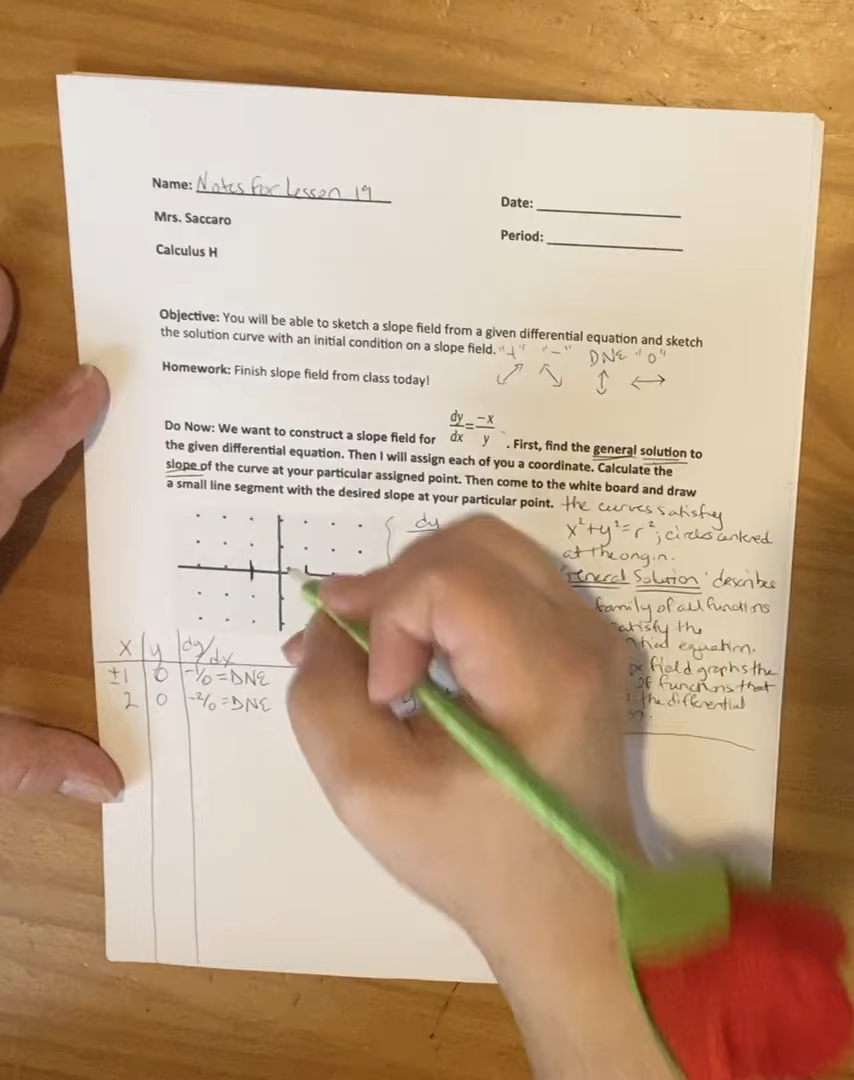 Name: Notes for Lesson 19
Date:
Mrs. Saccaro
Period:
Calculus H
Objective: You will be able to sketch a slope field from a given differential equation and sketch
the solution curve with an initial condition on a slope field. "+" "-" DNE "0"
Homework: Finish slope field from class today!
Do Now: We want to construct a slope field for dy/dx = -x/y . First, find the general solution to
the given differential equation. Then I will assign each of you a coordinate. Calculate the
slope of the curve at your particular assigned point. Then come to the white board and draw
a small line segment with the desired slope at your particular point.
the curves satisfy
x²+y²=r²; circles centered
at the origin.
General Solution describes
family of all functions
satisfy the
equation.
field graphs the
of functions that
the differential
dy
x y dy/dx
±1 0 -1/0 = DNE
2 0 -2/0 = DNE